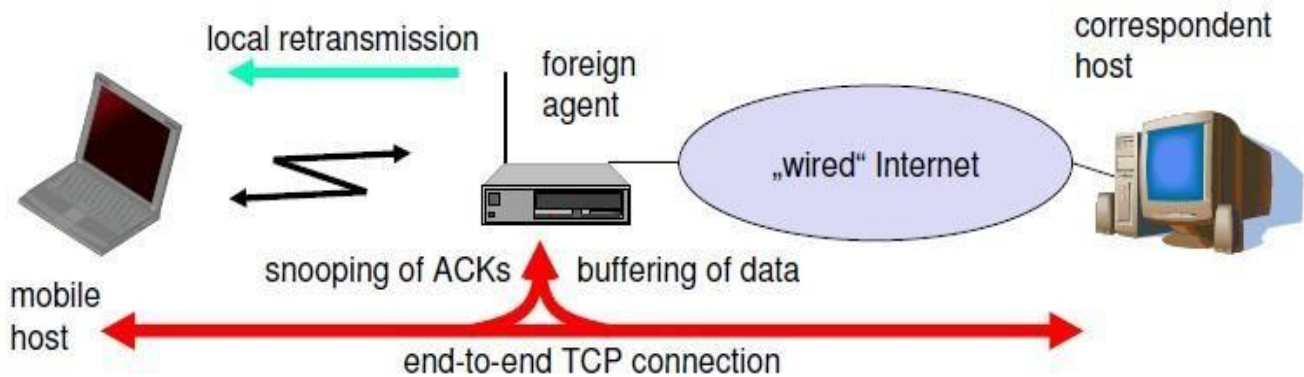 local retransmission
foreign
agent
correspondent
host
„wired“ Internet
snooping of ACKs
buffering of data
mobile
host
end-to-end TCP connection